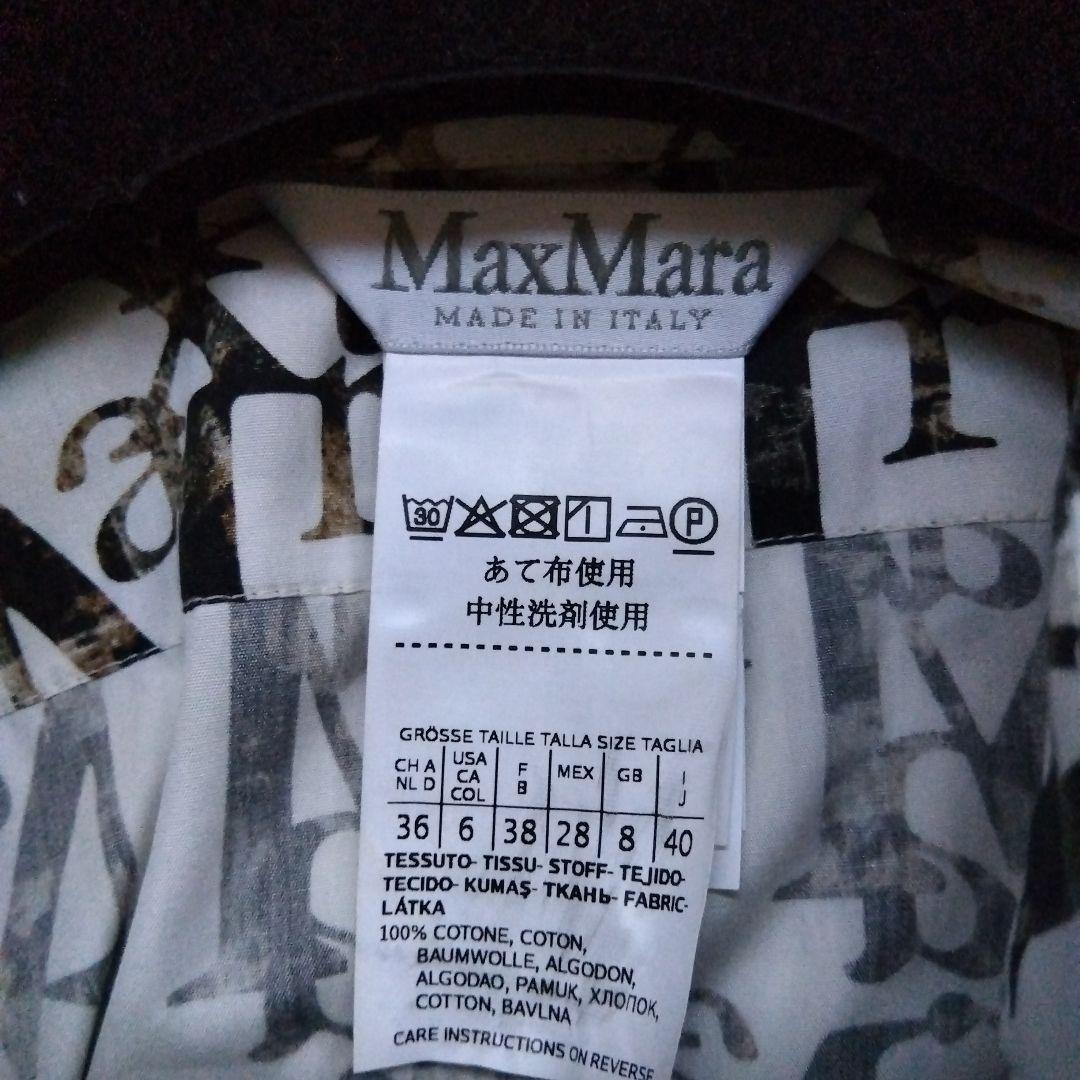 MaxMara
MADE IN ITALY
30 P
あて布使用
中性洗剤使用
GRÖSSE TAILLE TALLA SIZE TAGLIA
CH A NL D USA CA COL F B MEX GB I J
36 6 38 28 8 40
TESSUTO- TISSU- STOFF- TEJIDO-
TECIDO- KUMAŞ- ТКАНЬ- FABRIC-
LÁTKA
100% COTONE, COTON,
BAUMWOLLE, ALGODON,
ALGODAO, PAMUK, ХЛОПОК,
COTTON, BAVLNA
CARE INSTRUCTIONS ON REVERSE